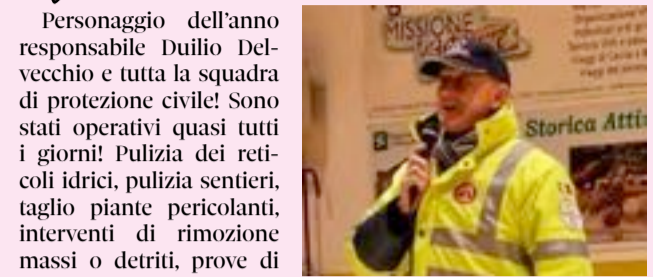 Personaggio dell'anno
responsabile Duilio Del-
vecchio e tutta la squadra
di protezione civile! Sono
stati operativi quasi tutti
i giorni! Pulizia dei reti-
coli idrici, pulizia sentieri,
taglio piante pericolanti,
interventi di rimozione
massi o detriti, prove di
MISSIONE
Storica Atti